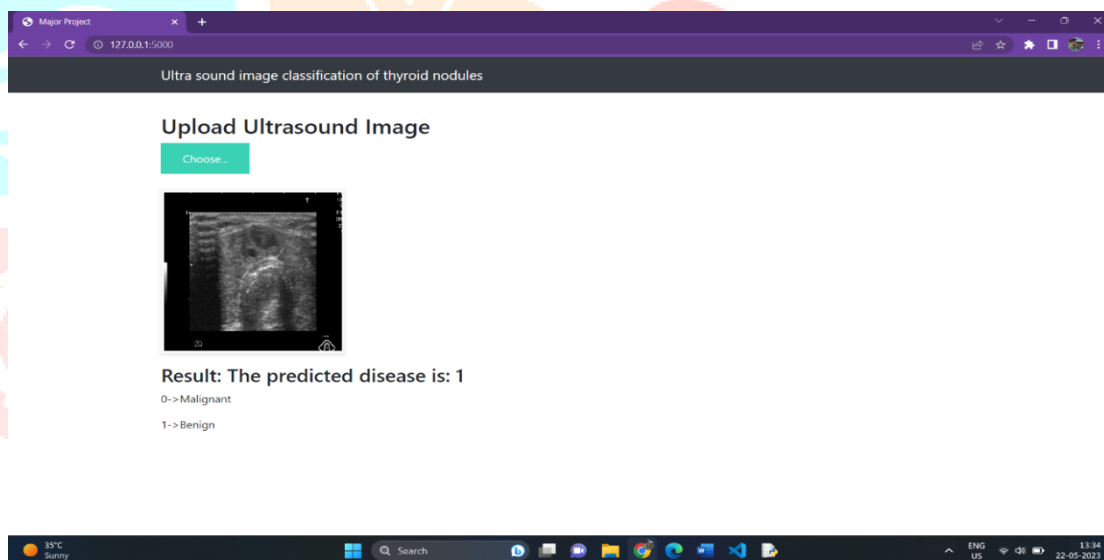 Major Project
127.0.0.1:5000
Ultra sound image classification of thyroid nodules
Upload Ultrasound Image
Choose...
T
Result: The predicted disease is: 1
0->Malignant
1->Benign
35°C
Sunny
Search
ENG
US
13:34
22-05-2023